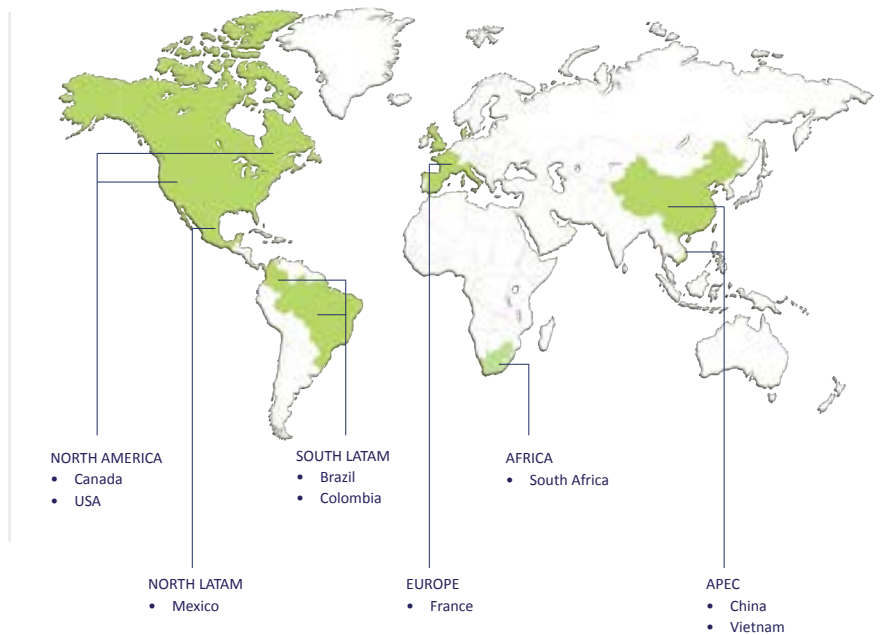 NORTH AMERICA
• Canada
• USA
SOUTH LATAM
• Brazil
• Colombia
AFRICA
• South Africa
NORTH LATAM
• Mexico
EUROPE
• France
APEC
• China
• Vietnam